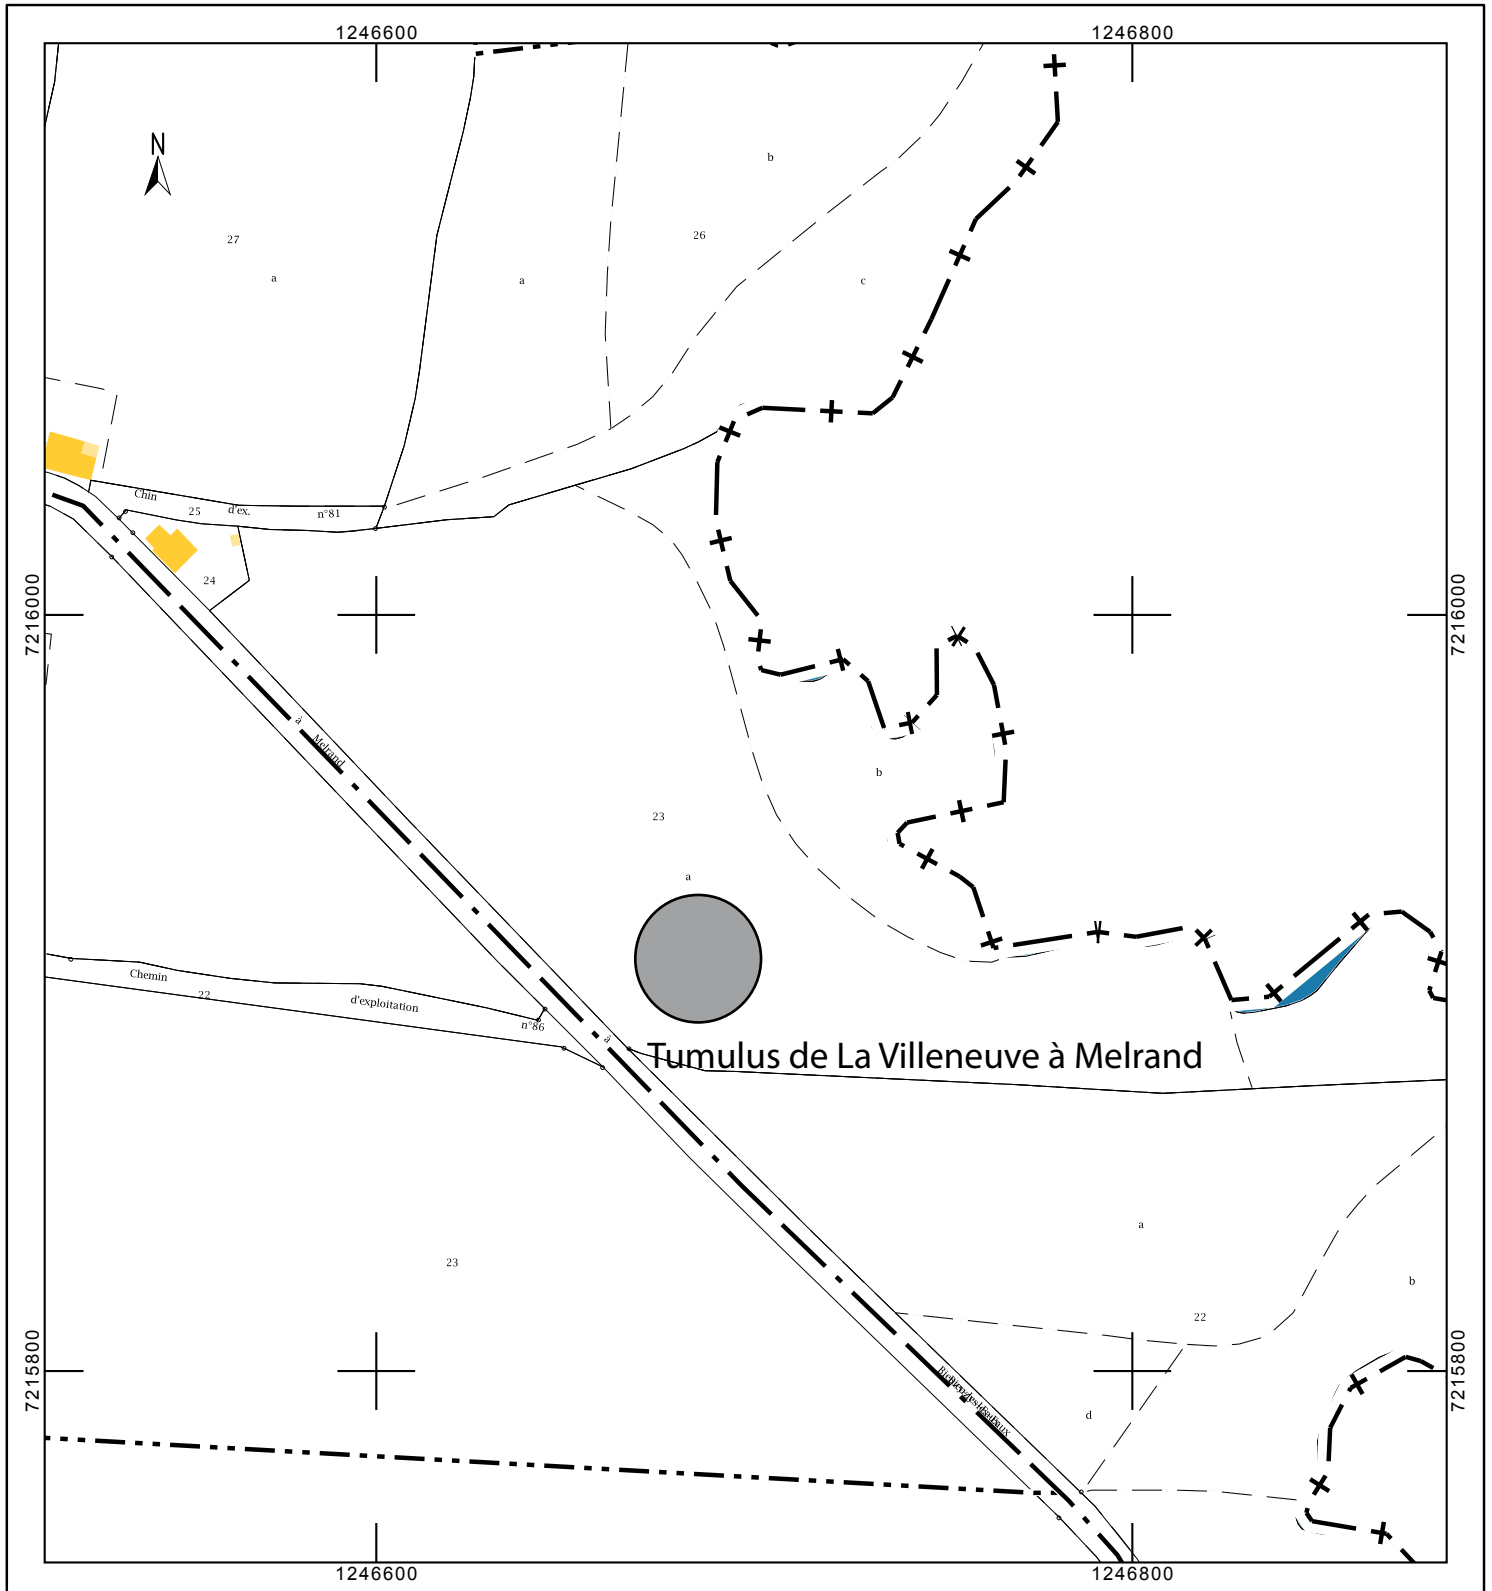 1246600
1246800
N
b
27
26
a
a
c
Chin
25
d'ex.
n°81
24
7216000
7216000
à
Melrand
b
23
a
Chemin
22
d'exploitation
n°86
à
Tumulus de La Villeneuve à Melrand
a
23
b
22
7215800
7215800
d
1246600
1246800